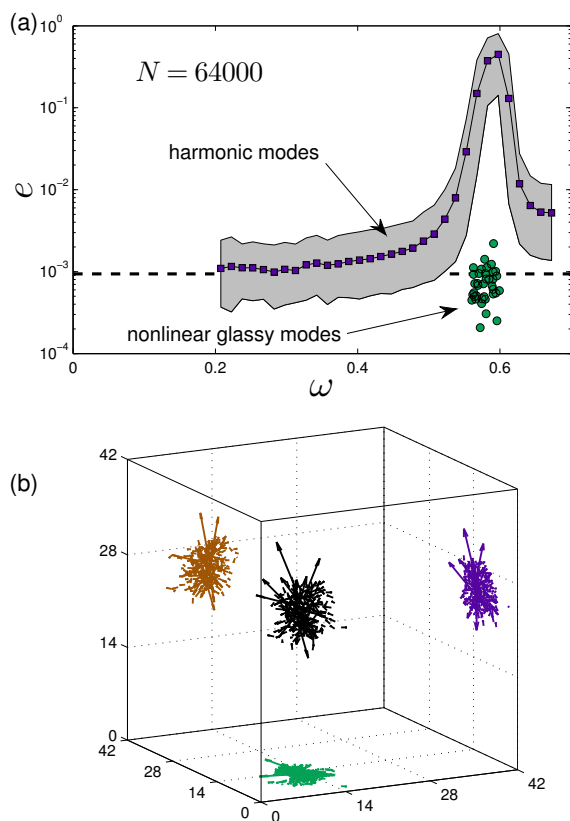 (a)
N = 64000
harmonic modes
nonlinear glassy modes
e
10^0
10^-1
10^-2
10^-3
10^-4
0 0.2 0.4 0.6
ω
(b)
42
28
14
0
42
28
14
0
0
14
28
42